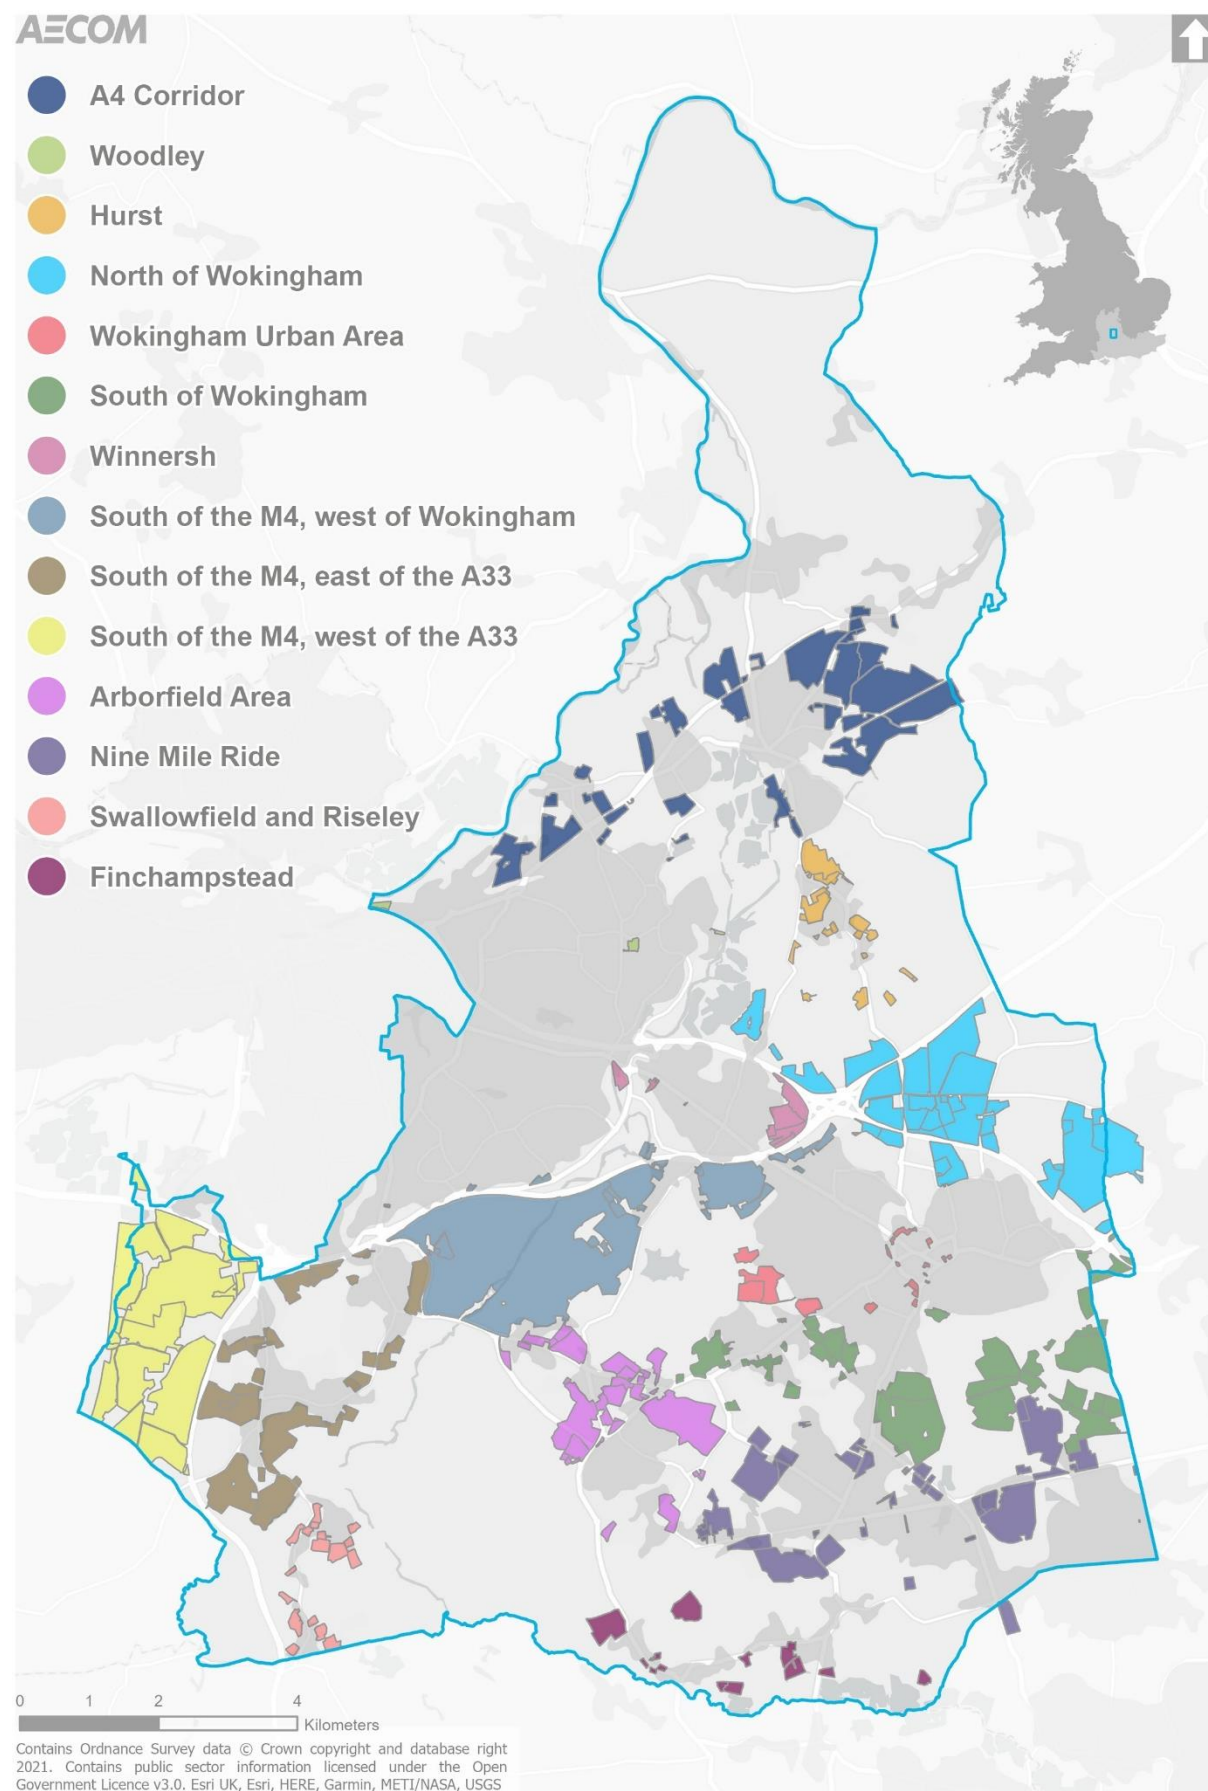 AECOM
A4 Corridor
Woodley
Hurst
North of Wokingham
Wokingham Urban Area
South of Wokingham
Winnersh
South of the M4, west of Wokingham
South of the M4, east of the A33
South of the M4, west of the A33
Arborfield Area
Nine Mile Ride
Swallowfield and Riseley
Finchampstead
0 1 2 4
Kilometers
Contains Ordnance Survey data © Crown copyright and database right
2021. Contains public sector information licensed under the Open
Government Licence v3.0. Esri UK, Esri, HERE, Garmin, METI/NASA, USGS